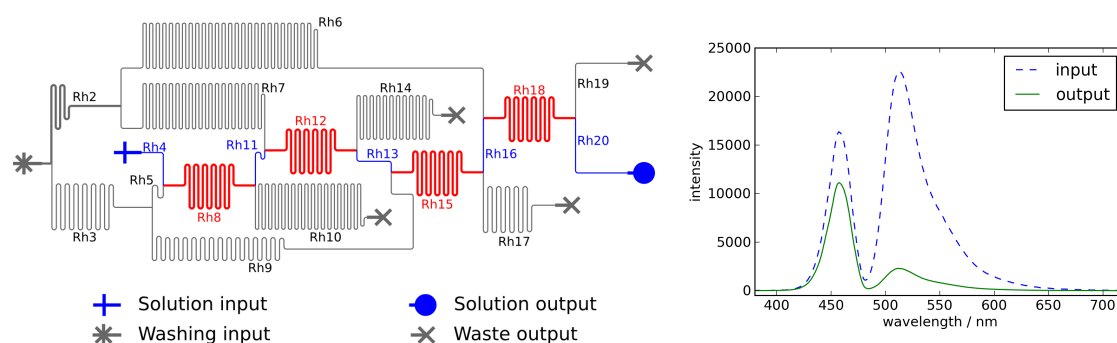 Rh6
Rh2
Rh7
Rh14
Rh12
Rh18
Rh19
Rh4
Rh11
Rh13
Rh16
Rh20
Rh5
Rh8
Rh15
Rh3
Rh9
Rh10
Rh17
Solution input
Solution output
Washing input
Waste output
25000
20000
15000
10000
5000
0
intensity
input
output
400 450 500 550 600 650 700
wavelength / nm